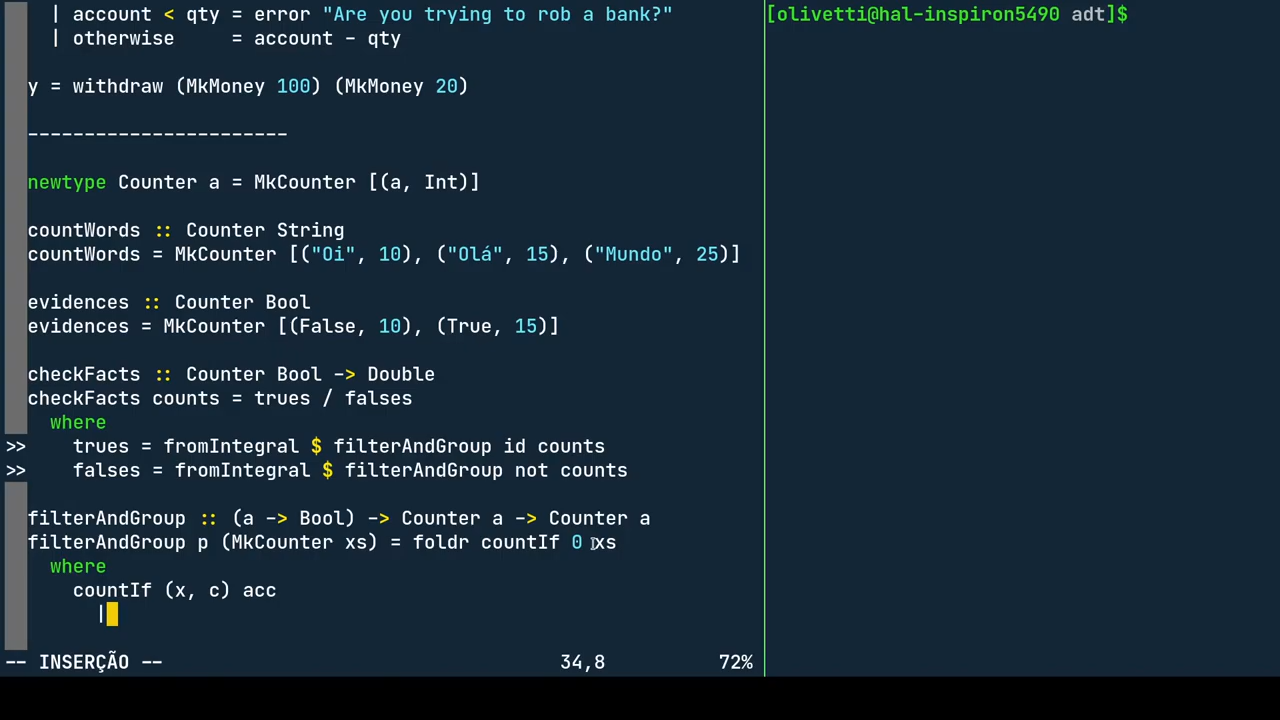 | account < qty = error "Are you trying to rob a bank?"
| otherwise     = account - qty
y = withdraw (MkMoney 100) (MkMoney 20)
-----------------------
newtype Counter a = MkCounter [(a, Int)]
countWords :: Counter String
countWords = MkCounter [("Oi", 10), ("Olá", 15), ("Mundo", 25)]
evidences :: Counter Bool
evidences = MkCounter [(False, 10), (True, 15)]
checkFacts :: Counter Bool -> Double
checkFacts counts = trues / falses
where
>> trues = fromIntegral $ filterAndGroup id counts
>> falses = fromIntegral $ filterAndGroup not counts
filterAndGroup :: (a -> Bool) -> Counter a -> Counter a
filterAndGroup p (MkCounter xs) = foldr countIf 0 xs
where
countIf (x, c) acc
|
-- INSERÇÃO -- 34,8 72%
[olivetti@hal-inspiron5490 adt]$